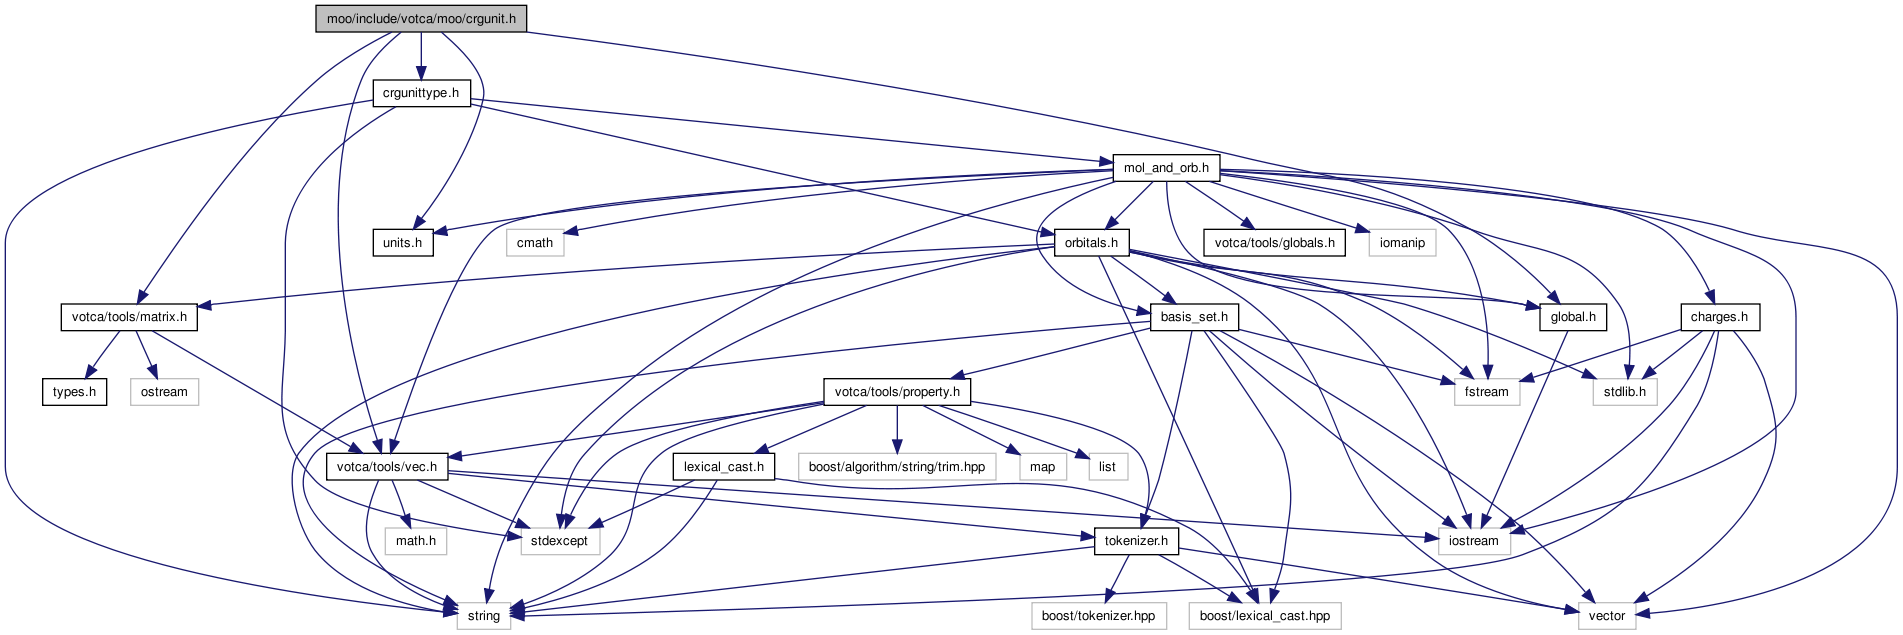 moo/include/votca/moo/crgunit.h
crgunittype.h
mol_and_orb.h
units.h
cmath
orbitals.h
votca/tools/globals.h
iomanip
votca/tools/matrix.h
basis_set.h
global.h
charges.h
types.h
ostream
votca/tools/property.h
fstream
stdlib.h
votca/tools/vec.h
lexical_cast.h
boost/algorithm/string/trim.hpp
map
list
math.h
stdexcept
tokenizer.h
iostream
string
boost/tokenizer.hpp
boost/lexical_cast.hpp
vector